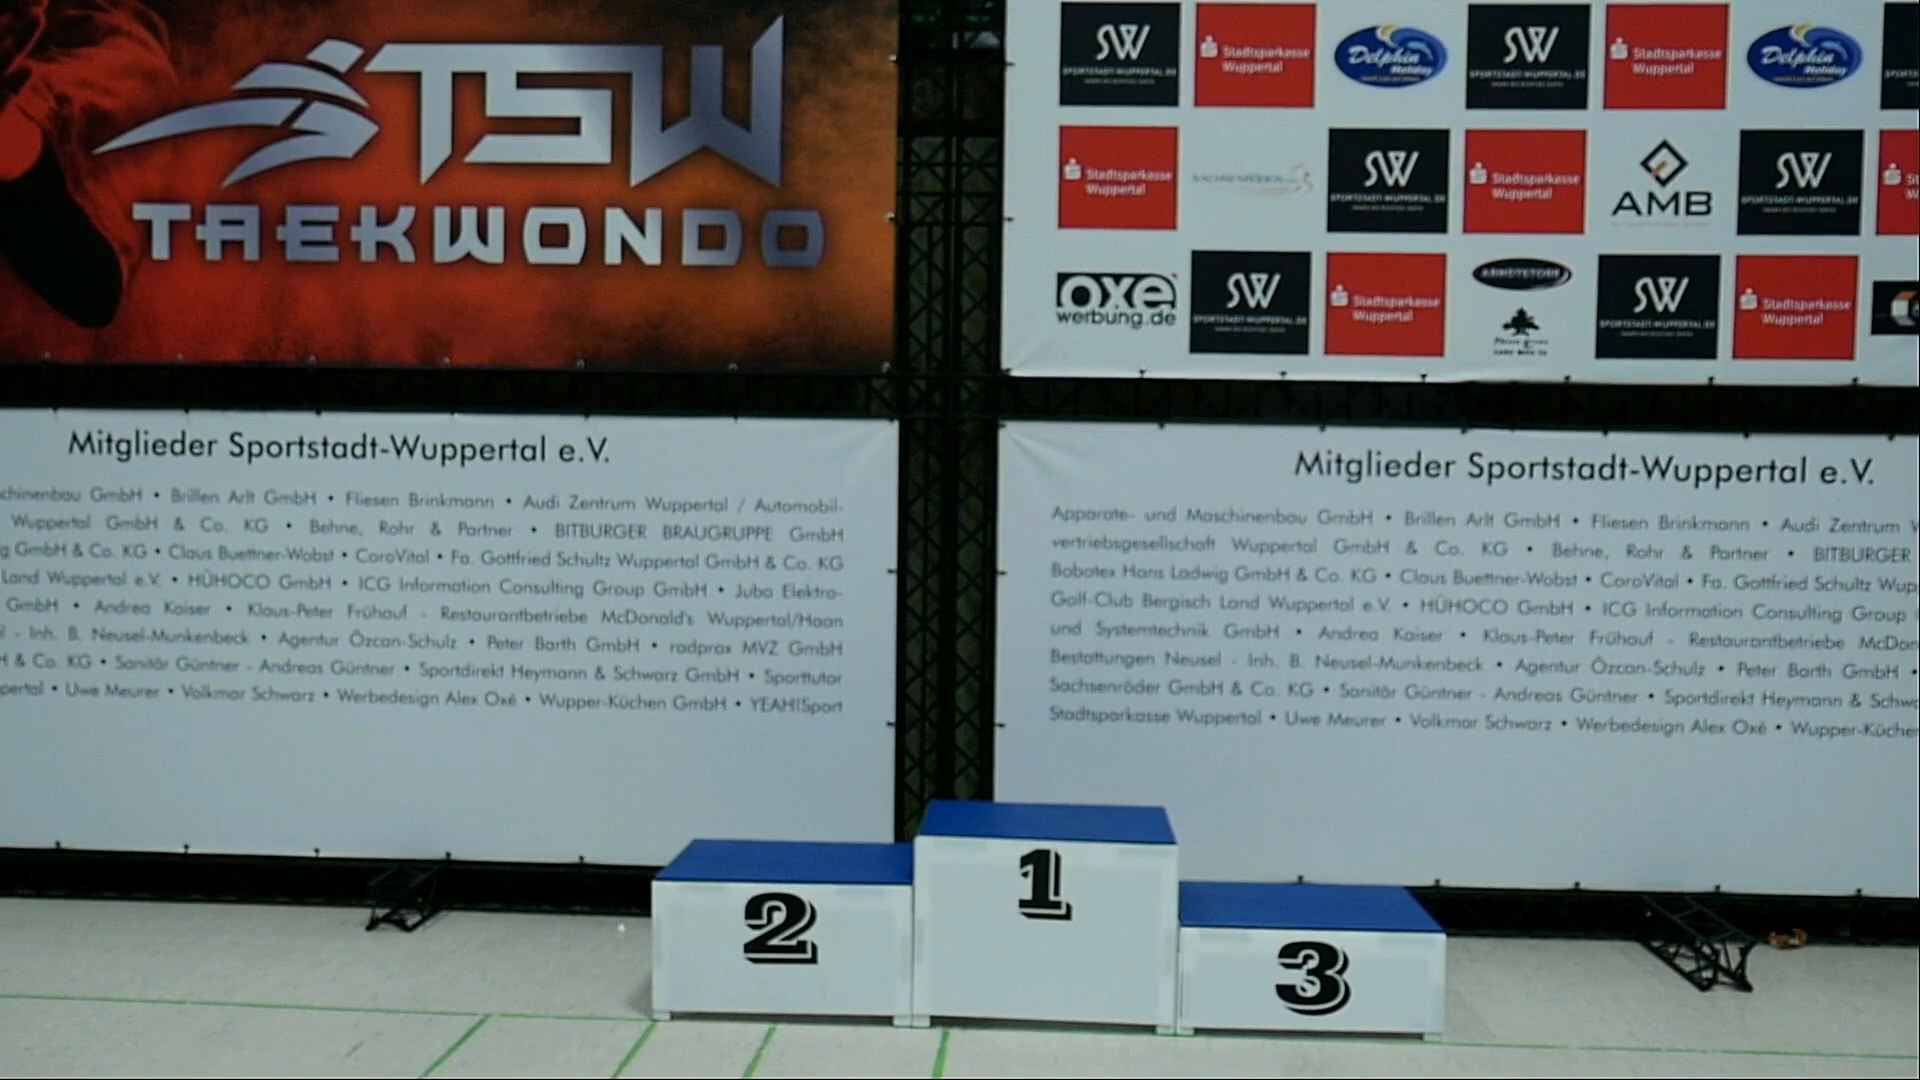 TSW
TAEKWONDO
SW
Stadtsparkasse
Wuppertal
Delphin
Holiday
SW
Stadtsparkasse
Wuppertal
Delphin
Holiday
Stadtsparkasse
Wuppertal
SW
Stadtsparkasse
Wuppertal
AMB
SW
oxe
werbung.de
SW
SPORTSTADT-WUPPERTAL.DE
Stadtsparkasse
Wuppertal
SW
SPORTSTADT-WUPPERTAL.DE
Stadtsparkasse
Wuppertal
Mitglieder Sportstadt-Wuppertal e.V.
chinenbau GmbH • Brillen Arlt GmbH • Fliesen Brinkmann • Audi Zentrum Wuppertal / Automobil-
Wuppertal GmbH & Co. KG • Behne, Rohr & Partner • BITBURGER BRAUGRUPPE GmbH
g GmbH & Co. KG • Claus Buettner-Wobst • CoroVital • Fa. Gottfried Schultz Wuppertal GmbH & Co. KG
Land Wuppertal e.V. • HÜHOCO GmbH • ICG Information Consulting Group GmbH • Juba Elektro-
GmbH • Andrea Kaiser • Klaus-Peter Frühauf - Restaurantbetriebe McDonald's Wuppertal/Haan
l - Inh. B. Neusel-Munkenbeck • Agentur Özcan-Schulz • Peter Barth GmbH • radprax MVZ GmbH
H & Co. KG • Sanitär Güntner - Andreas Güntner • Sportdirekt Heymann & Schwarz GmbH • Sporttutor
pertal • Uwe Meurer • Volkmar Schwarz • Werbedesign Alex Oxé • Wupper-Küchen GmbH • YEAH!Sport
Mitglieder Sportstadt-Wuppertal e.V.
Apparate- und Maschinenbau GmbH • Brillen Arlt GmbH • Fliesen Brinkmann • Audi Zentrum
vertriebsgesellschaft Wuppertal GmbH & Co. KG • Behne, Rohr & Partner • BITBURGER
Bobotex Hans Ladwig GmbH & Co. KG • Claus Buettner-Wobst • CoroVital • Fa. Gottfried Schultz Wup
Golf-Club Bergisch Land Wuppertal e.V. • HÜHOCO GmbH • ICG Information Consulting Group
und Systemtechnik GmbH • Andrea Kaiser • Klaus-Peter Frühauf - Restaurantbetriebe McDon
Bestattungen Neusel - Inh. B. Neusel-Munkenbeck • Agentur Özcan-Schulz • Peter Barth GmbH •
Sachsenröder GmbH & Co. KG • Sanitär Güntner - Andreas Güntner • Sportdirekt Heymann & Schw
Stadtsparkasse Wuppertal • Uwe Meurer • Volkmar Schwarz • Werbedesign Alex Oxé • Wupper-Küchen
2
1
3